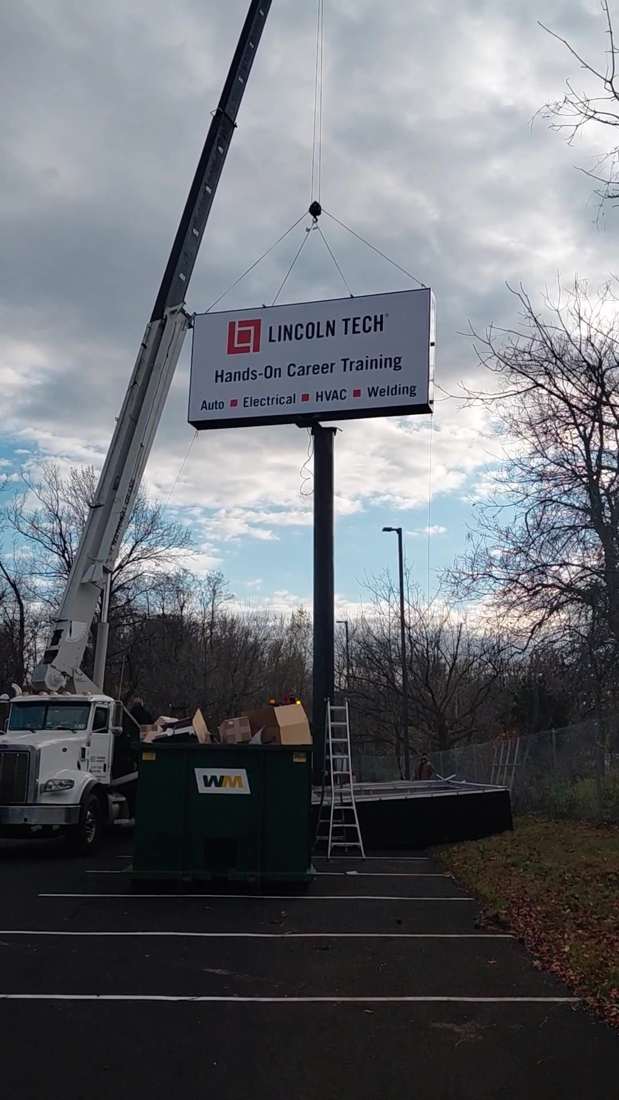 LINCOLN TECH
Hands-On Career Training
Auto ■ Electrical ■ HVAC ■ Welding
WM